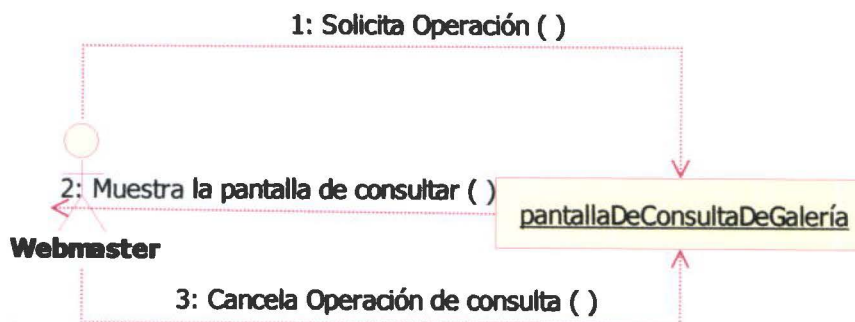 1: Solicita Operación ( )
2: Muestra la pantalla de consultar ( )
pantallaDeConsultaDeGalería
Webmaster
3: Cancela Operación de consulta ( )